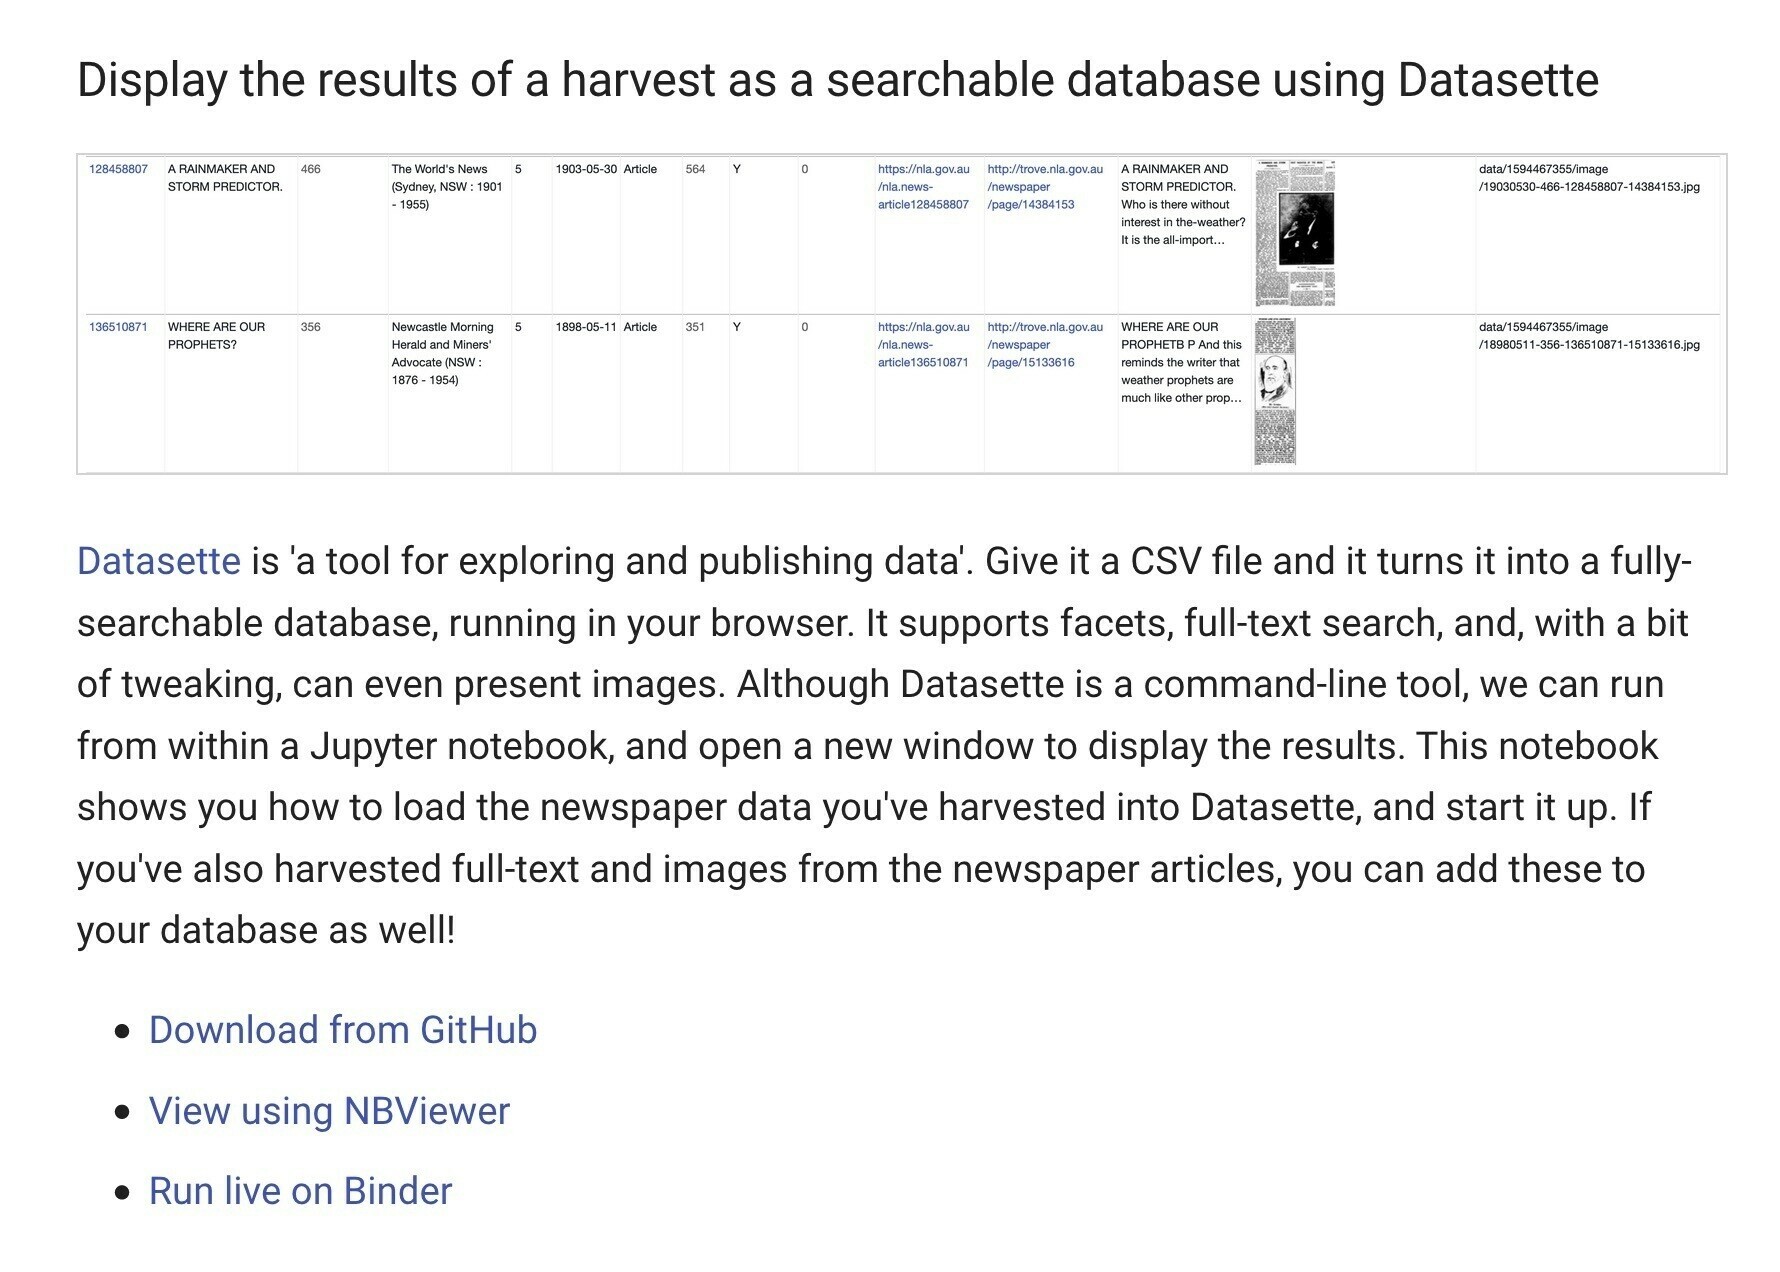 Display the results of a harvest as a searchable database using Datasette
128458807 A RAINMAKER AND STORM PREDICTOR. 466 The World's News (Sydney, NSW : 1901 - 1955) 5 1903-05-30 Article 564 Y 0 https://nla.gov.au/nla.news-article128458807 http://trove.nla.gov.au/newspaper/page/14384153 A RAINMAKER AND STORM PREDICTOR. Who is there without interest in the-weather? It is the all-import... data/1594467355/image/19030530-466-128458807-14384153.jpg
136510871 WHERE ARE OUR PROPHETS? 356 Newcastle Morning Herald and Miners' Advocate (NSW : 1876 - 1954) 5 1898-05-11 Article 351 Y 0 https://nla.gov.au/nla.news-article136510871 http://trove.nla.gov.au/newspaper/page/15133616 WHERE ARE OUR PROPHETB P And this reminds the writer that weather prophets are much like other prop... data/1594467355/image/18980511-356-136510871-15133616.jpg
Datasette is 'a tool for exploring and publishing data'. Give it a CSV file and it turns it into a fully-
searchable database, running in your browser. It supports facets, full-text search, and, with a bit
of tweaking, can even present images. Although Datasette is a command-line tool, we can run
from within a Jupyter notebook, and open a new window to display the results. This notebook
shows you how to load the newspaper data you've harvested into Datasette, and start it up. If
you've also harvested full-text and images from the newspaper articles, you can add these to
your database as well!
Download from GitHub
View using NBViewer
Run live on Binder